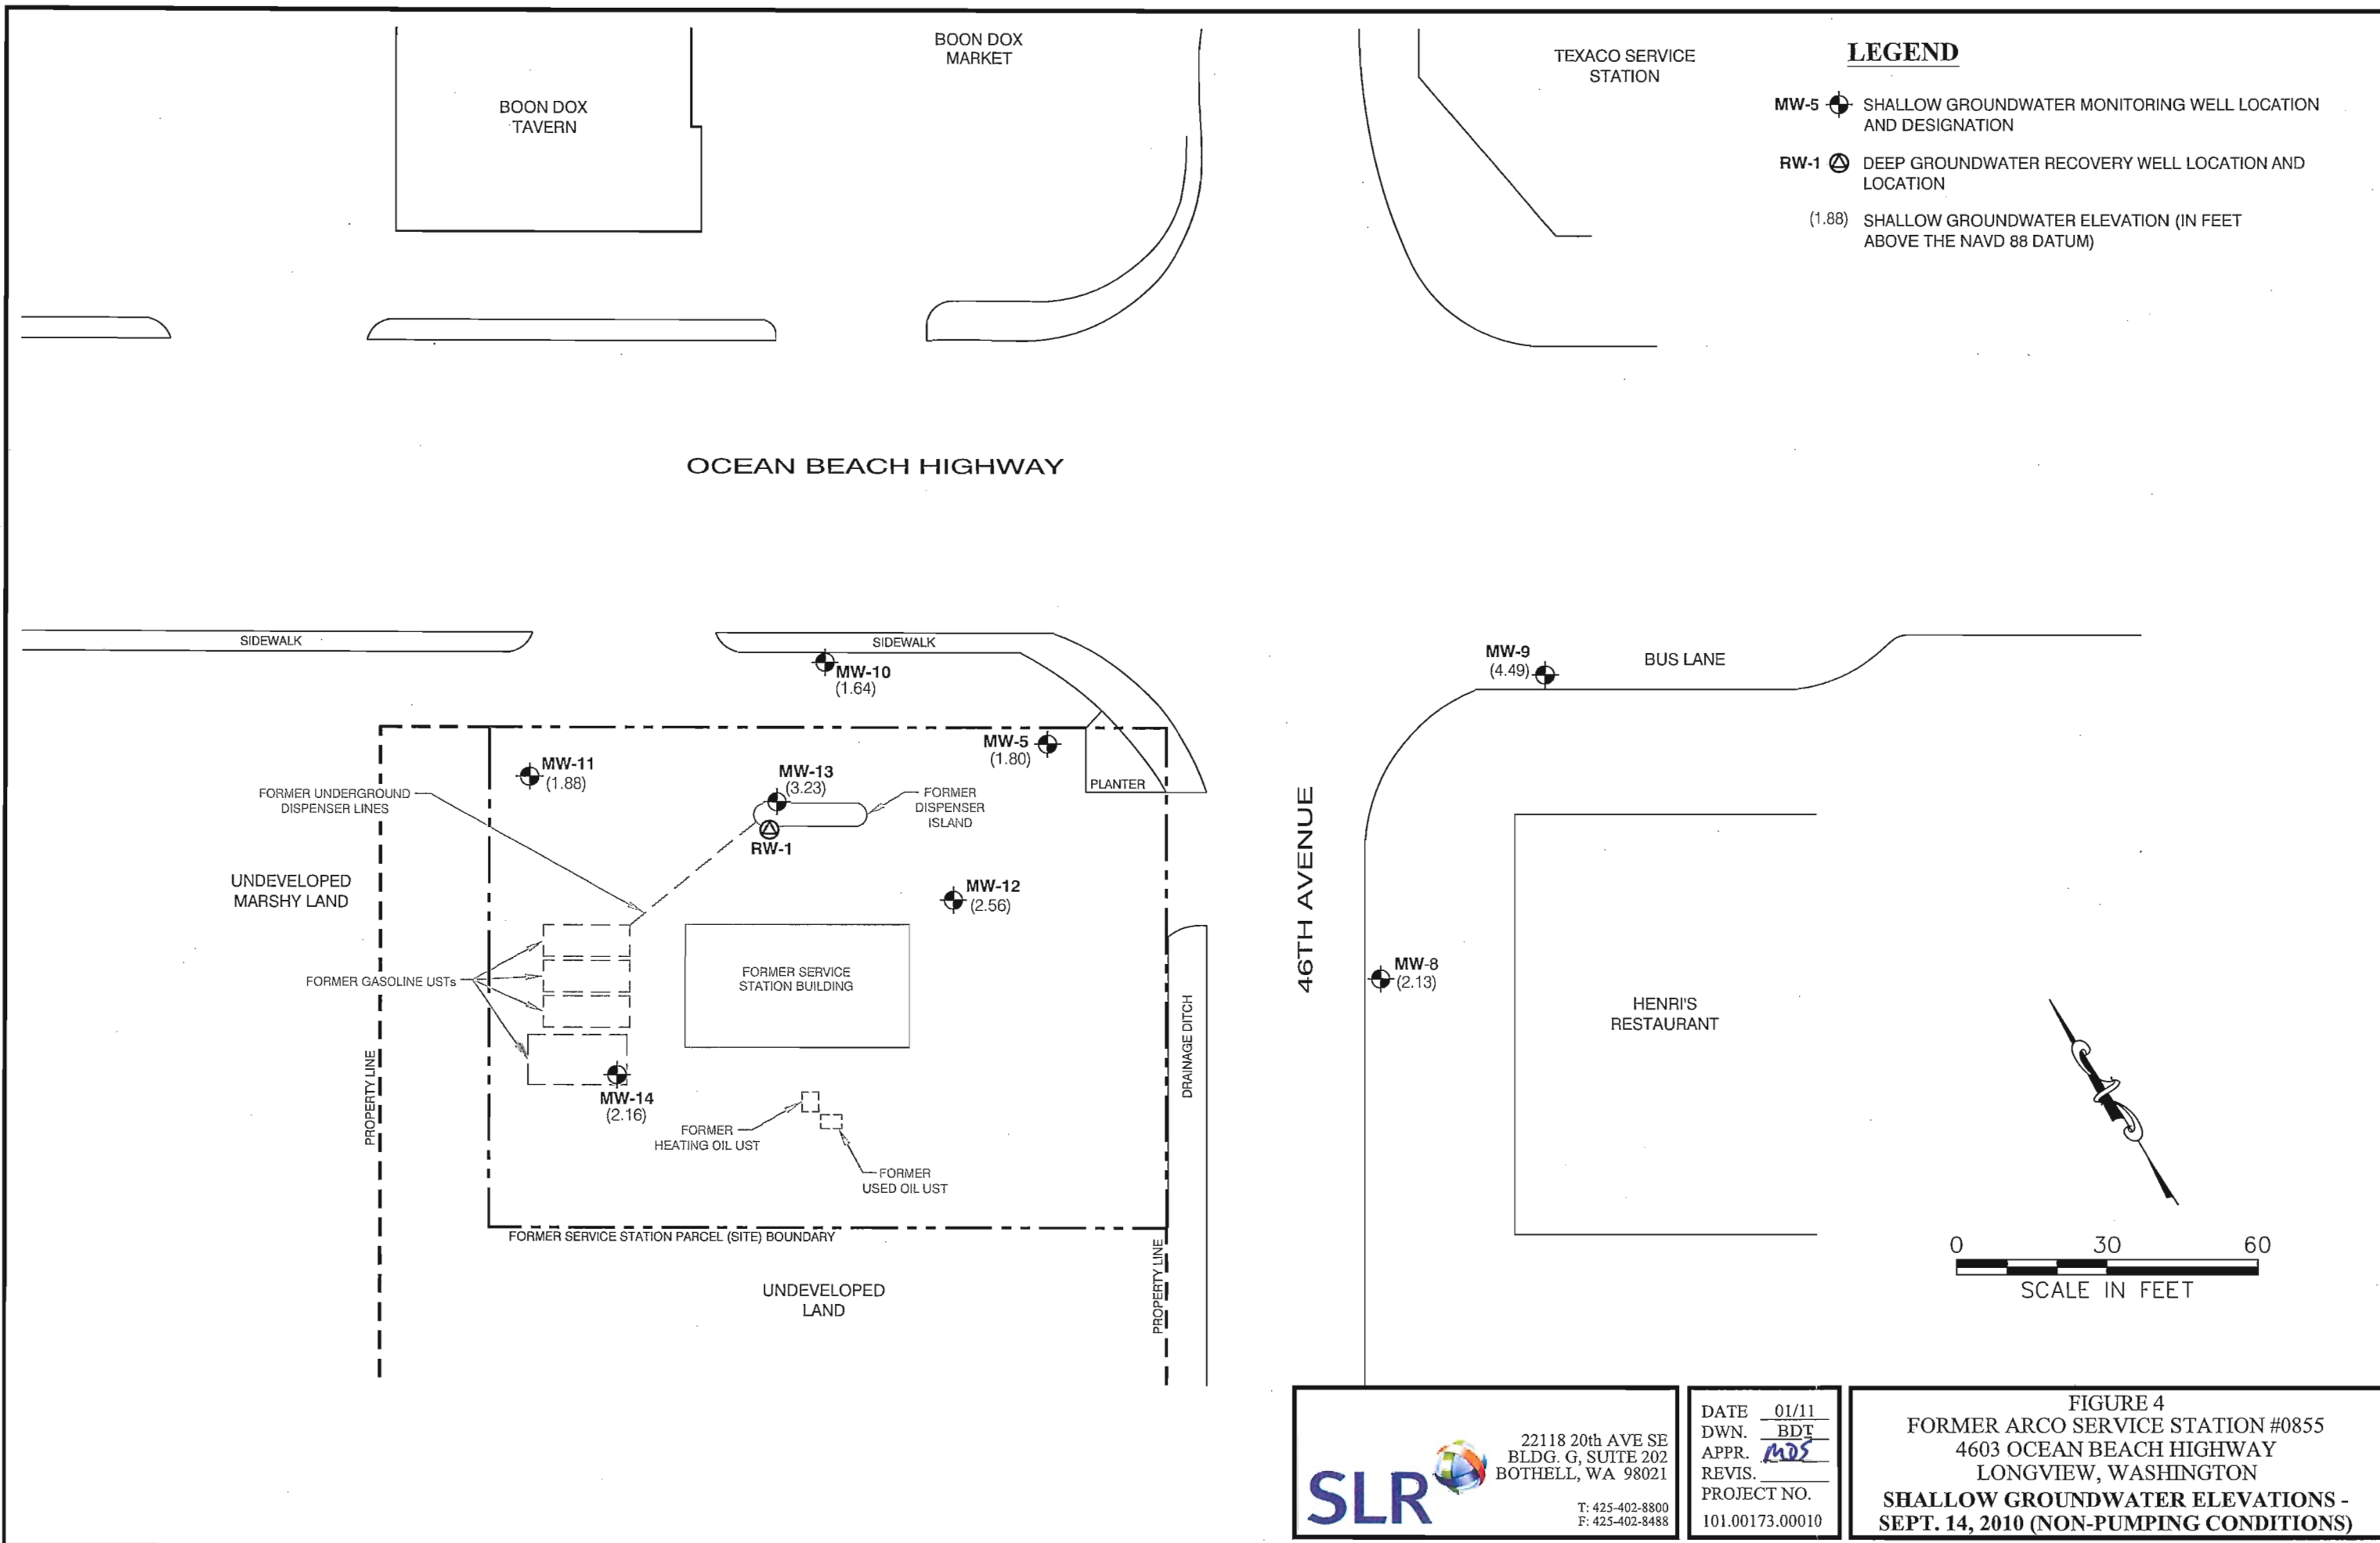 BOON DOX
MARKET
BOON DOX
TAVERN
TEXACO SERVICE
STATION
LEGEND
MW-5 SHALLOW GROUNDWATER MONITORING WELL LOCATION
AND DESIGNATION
RW-1 DEEP GROUNDWATER RECOVERY WELL LOCATION AND
LOCATION
(1.88) SHALLOW GROUNDWATER ELEVATION (IN FEET
ABOVE THE NAVD 88 DATUM)
OCEAN BEACH HIGHWAY
SIDEWALK
SIDEWALK
MW-10
(1.64)
MW-9
(4.49)
BUS LANE
MW-5
(1.80)
MW-11
(1.88)
MW-13
(3.23)
PLANTER
FORMER UNDERGROUND
DISPENSER LINES
FORMER
DISPENSER
ISLAND
RW-1
46TH AVENUE
UNDEVELOPED
MARSHY LAND
MW-12
(2.56)
FORMER GASOLINE USTs
FORMER SERVICE
STATION BUILDING
MW-8
(2.13)
HENRI'S
RESTAURANT
DRAINAGE DITCH
PROPERTY LINE
MW-14
(2.16)
FORMER
HEATING OIL UST
FORMER
USED OIL UST
FORMER SERVICE STATION PARCEL (SITE) BOUNDARY
PROPERTY LINE
UNDEVELOPED
LAND
0 30 60
SCALE IN FEET
SLR
22118 20th AVE SE
BLDG. G, SUITE 202
BOTHELL, WA 98021
T: 425-402-8800
F: 425-402-8488
DATE 01/11
DWN. BDT
APPR. MDS
REVIS.
PROJECT NO.
101.00173.00010
FIGURE 4
FORMER ARCO SERVICE STATION #0855
4603 OCEAN BEACH HIGHWAY
LONGVIEW, WASHINGTON
SHALLOW GROUNDWATER ELEVATIONS -
SEPT. 14, 2010 (NON-PUMPING CONDITIONS)